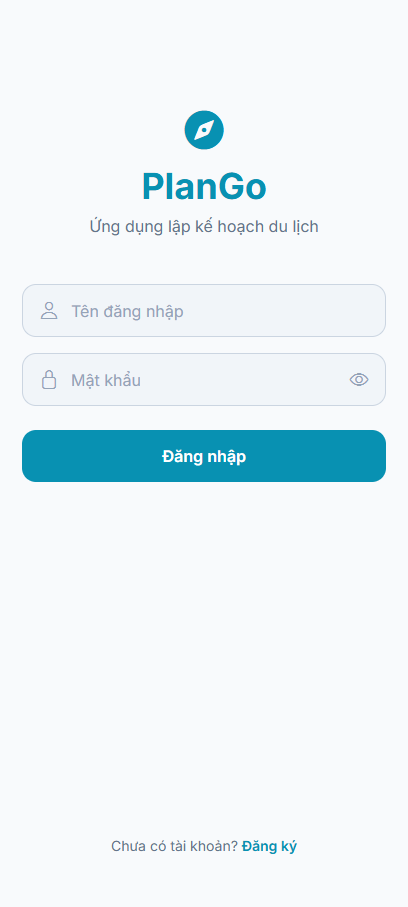 PlanGo
Ứng dụng lập kế hoạch du lịch
Tên đăng nhập
Mật khẩu
Đăng nhập
Chưa có tài khoản? Đăng ký